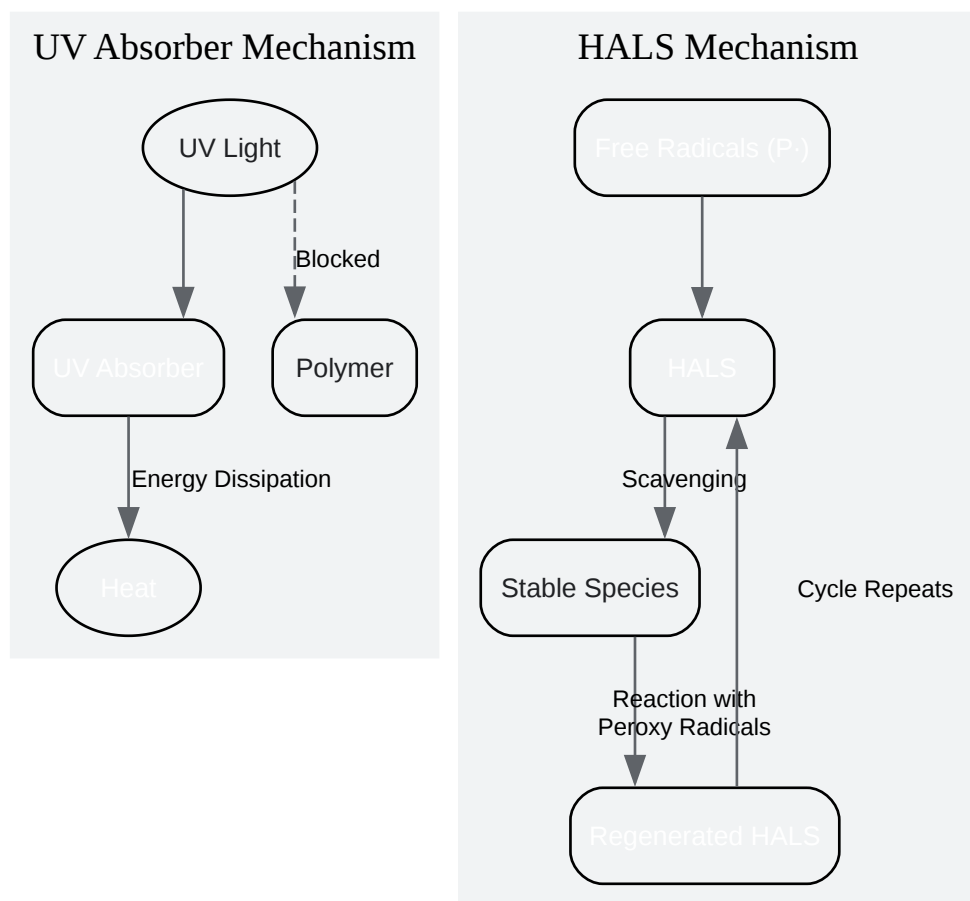 UV Absorber Mechanism
UV Light
Blocked
UV Absorber
Polymer
Energy Dissipation
Heat
HALS Mechanism
Free Radicals (P·)
HALS
Scavenging
Stable Species
Cycle Repeats
Reaction with
Peroxy Radicals
Regenerated HALS